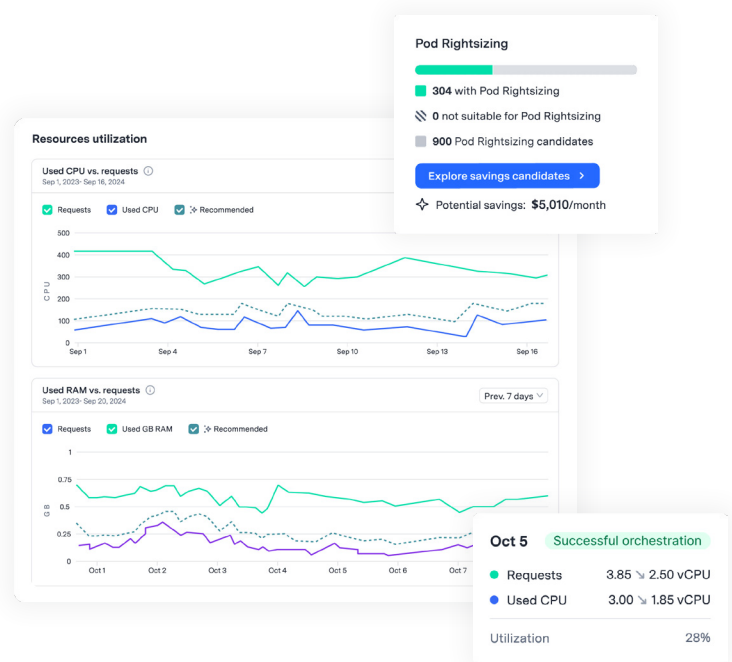 Pod Rightsizing
304 with Pod Rightsizing
0 not suitable for Pod Rightsizing
900 Pod Rightsizing candidates
Explore savings candidates >
Potential savings: $5,010/month
Resources utilization
Used CPU vs. requests
Sep 1, 2023- Sep 16, 2024
Requests Used CPU Recommended
500
400
300
200
100
0
CPU
Sep 1 Sep 4 Sep 7 Sep 10 Sep 13 Sep 16
Used RAM vs. requests
Sep 1, 2023- Sep 20, 2024
Prev. 7 days
Requests Used GB RAM Recommended
1
0.75
0.5
0.25
0
GB
Oct 1 Oct 2 Oct 3 Oct 4 Oct 5 Oct 6 Oct 7
Oct 5 Successful orchestration
Requests 3.85 ↘ 2.50 vCPU
Used CPU 3.00 ↘ 1.85 vCPU
Utilization 28%